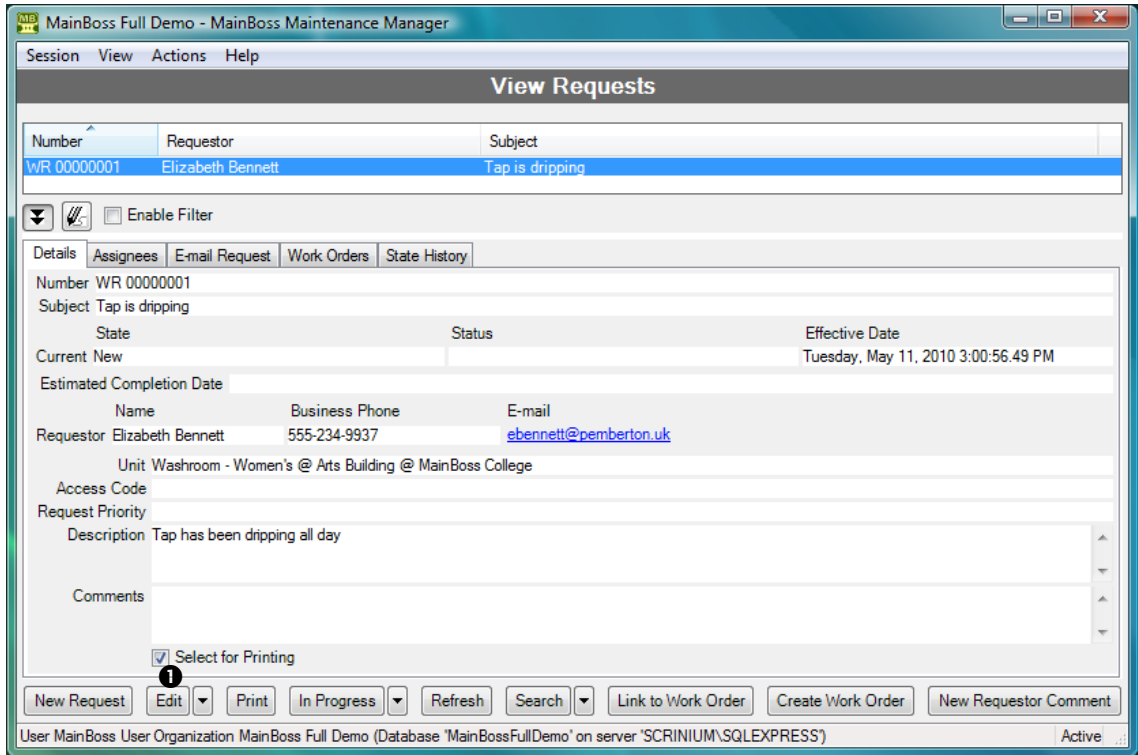 MainBoss Full Demo - MainBoss Maintenance Manager
Session View Actions Help
View Requests
Number Requestor Subject
WR 00000001 Elizabeth Bennett Tap is dripping
Enable Filter
Details Assignees E-mail Request Work Orders State History
Number WR 00000001
Subject Tap is dripping
State Status Effective Date
Current New Tuesday, May 11, 2010 3:00:56.49 PM
Estimated Completion Date
Name Business Phone E-mail
Requestor Elizabeth Bennett 555-234-9937 ebennett@pemberton.uk
Unit Washroom - Women's @ Arts Building @ MainBoss College
Access Code
Request Priority
Description Tap has been dripping all day
Comments
Select for Printing
❶
New Request Edit Print In Progress Refresh Search Link to Work Order Create Work Order New Requestor Comment
User MainBoss User Organization MainBoss Full Demo (Database 'MainBossFullDemo' on server 'SCRINIUM\SQLEXPRESS') Active